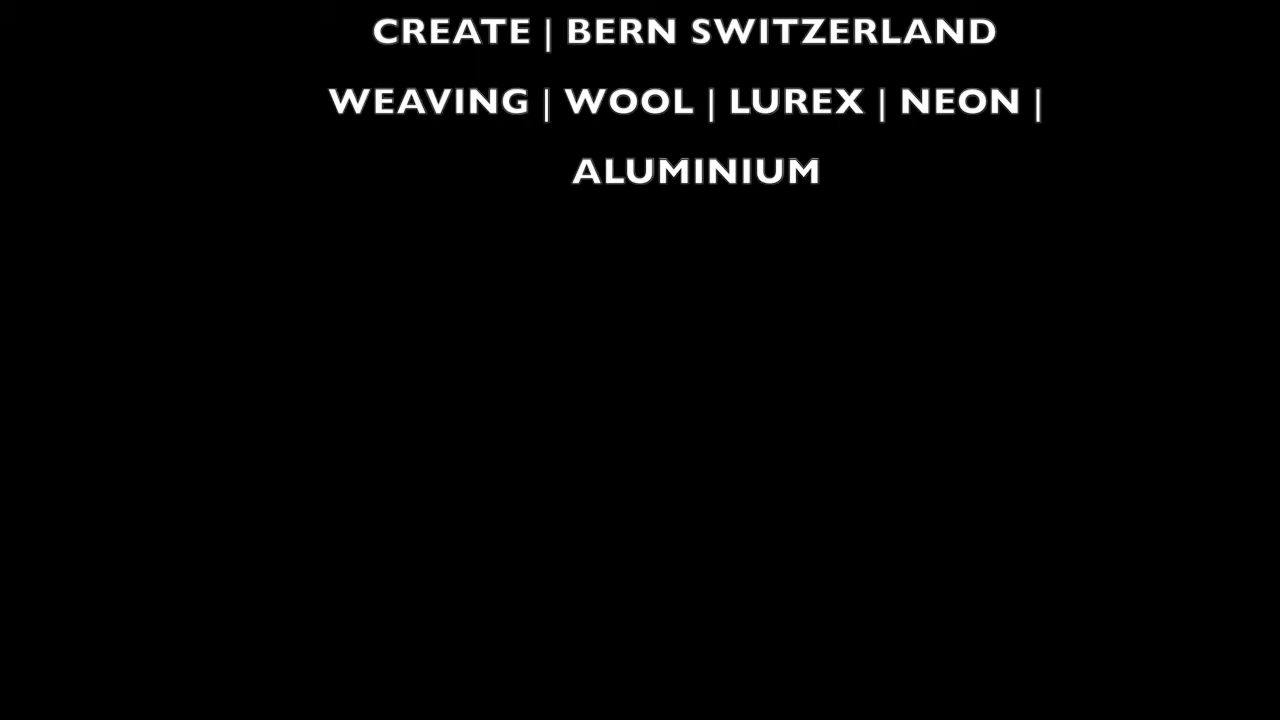 CREATE | BERN SWITZERLAND
WEAVING | WOOL | LUREX | NEON |
ALUMINIUM